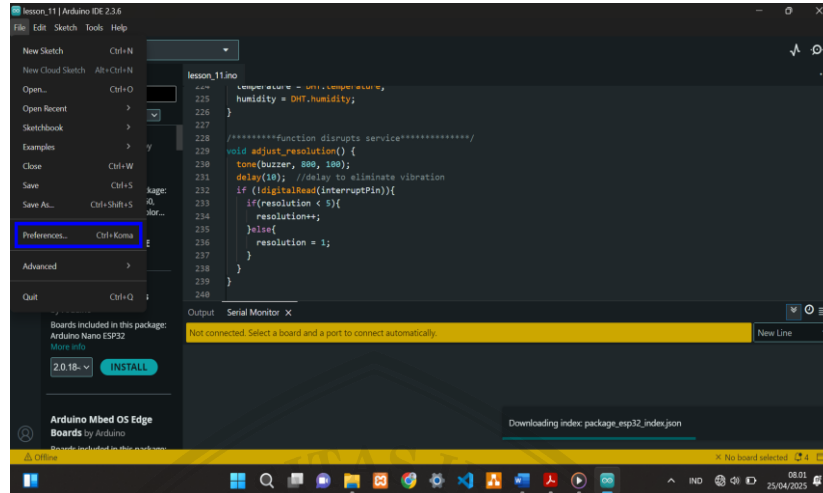 lesson_11 | Arduino IDE 2.3.6
File Edit Sketch Tools Help
New Sketch Ctrl+N
New Cloud Sketch Alt+Ctrl+N
Open... Ctrl+O
Open Recent
Sketchbook
Examples
Close Ctrl+W
Save Ctrl+S
Save As... Ctrl+Shift+S
Preferences... Ctrl+Koma
Advanced
Quit Ctrl+Q
lesson_11.ino
224 temperature = DHT.temperature;
225 humidity = DHT.humidity;
226 }
227
228 /*********function disrupts service**************/
229 void adjust_resolution() {
230 tone(buzzer, 800, 100);
231 delay(10); //delay to eliminate vibration
232 if (!digitalRead(interruptPin)){
233 if(resolution < 5){
234 resolution++;
235 }else{
236 resolution = 1;
237 }
238 }
239 }
240
Output Serial Monitor X
Not connected. Select a board and a port to connect automatically.
New Line
Boards included in this package:
Arduino Nano ESP32
More info
2.0.18- INSTALL
Arduino Mbed OS Edge
Boards by Arduino
Downloading index: package_esp32_index.json
Offline
No board selected 4
IND
08.01
25/04/2025